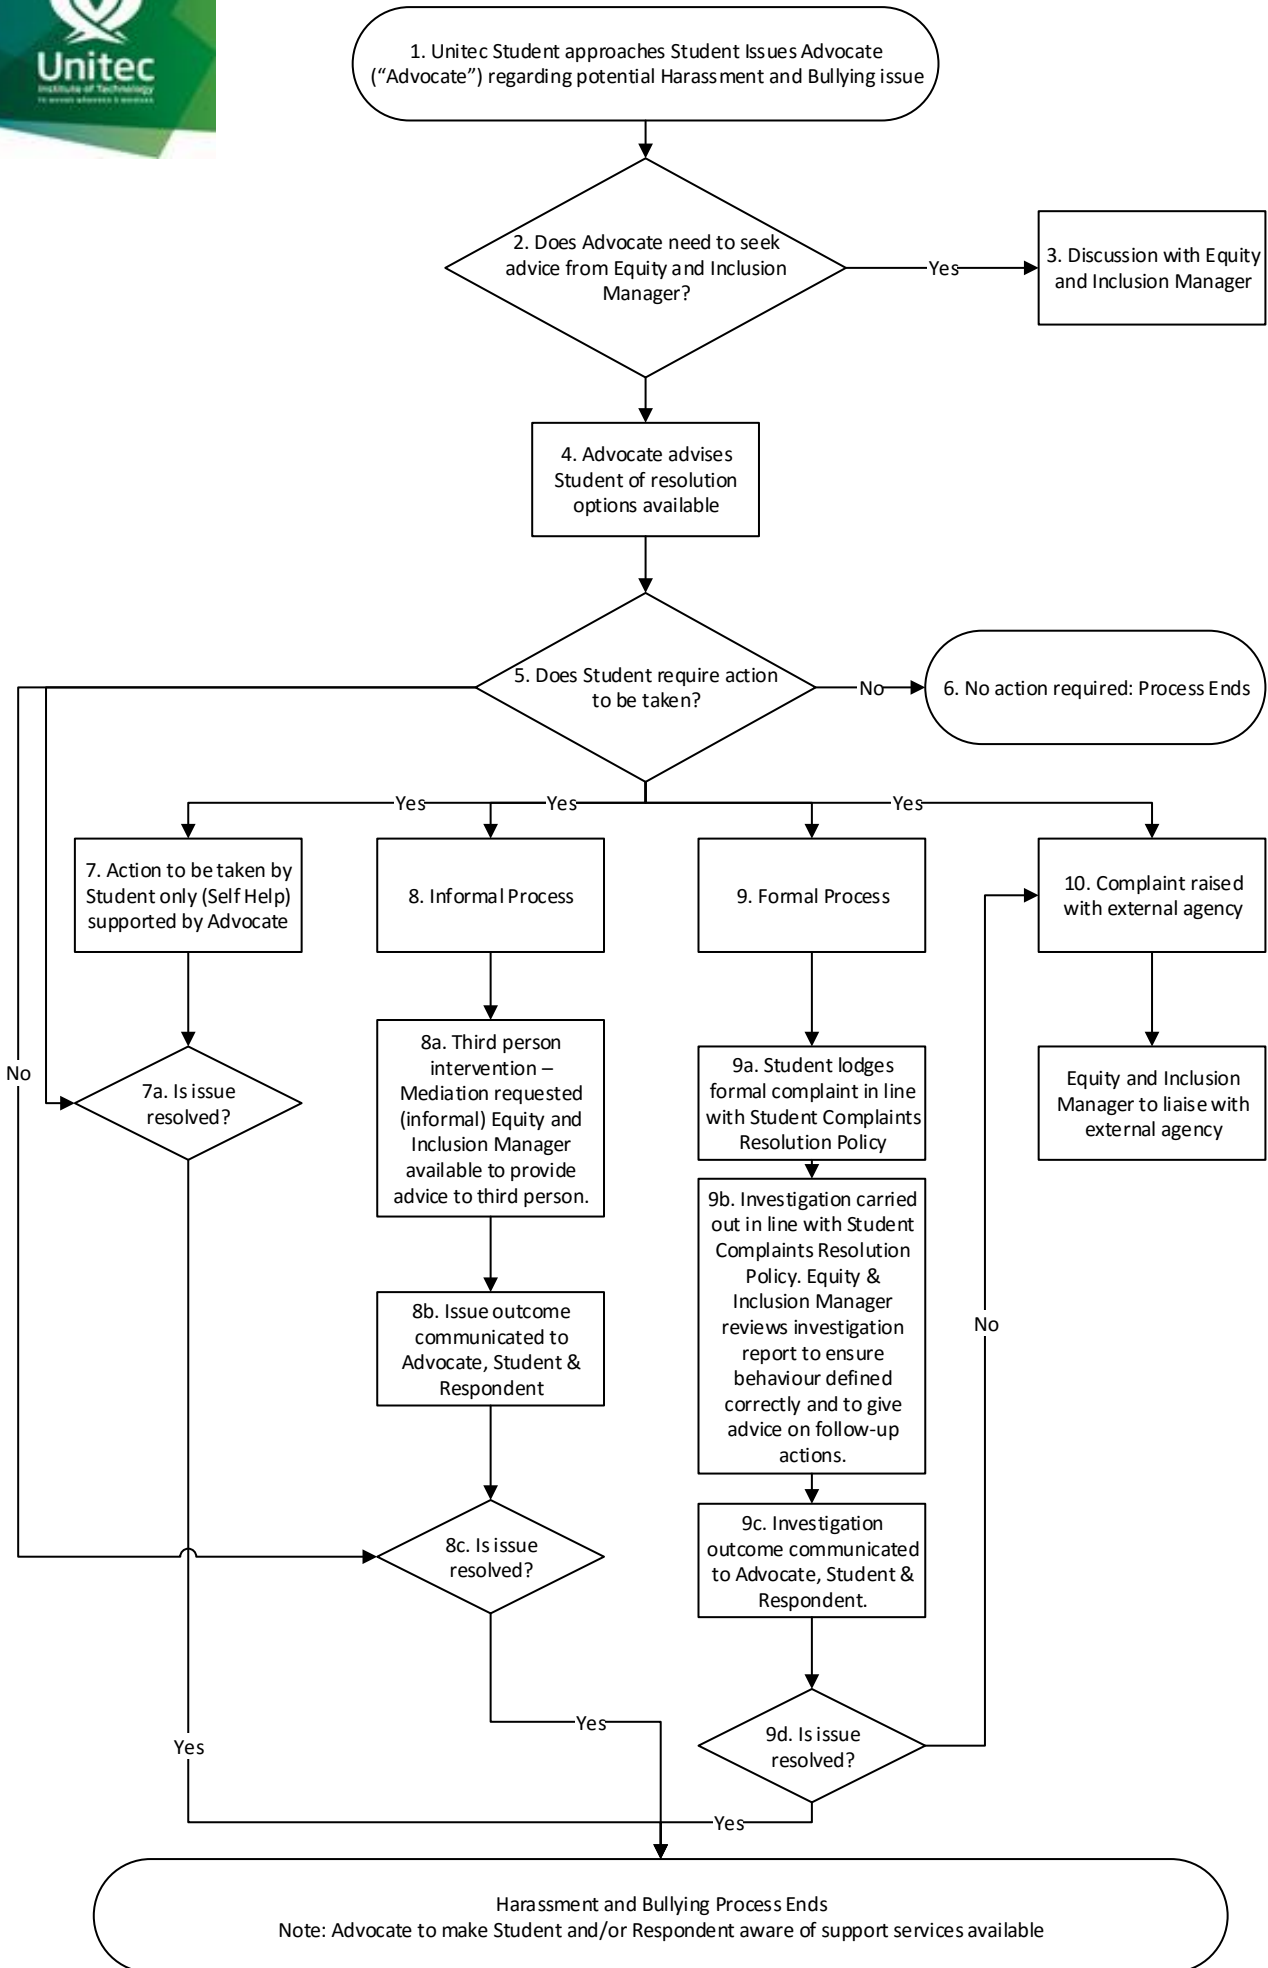 Unitec
Institute of Technology
1. Unitec Student approaches Student Issues Advocate
(“Advocate”) regarding potential Harassment and Bullying issue
2. Does Advocate need to seek
advice from Equity and Inclusion
Manager?
Yes
3. Discussion with Equity
and Inclusion Manager
4. Advocate advises
Student of resolution
options available
5. Does Student require action
to be taken?
No
6. No action required: Process Ends
Yes
Yes
Yes
7. Action to be taken by
Student only (Self Help)
supported by Advocate
8. Informal Process
9. Formal Process
10. Complaint raised
with external agency
No
7a. Is issue
resolved?
8a. Third person
intervention –
Mediation requested
(informal) Equity and
Inclusion Manager
available to provide
advice to third person.
9a. Student lodges
formal complaint in line
with Student Complaints
Resolution Policy
Equity and Inclusion
Manager to liaise with
external agency
9b. Investigation carried
out in line with Student
Complaints Resolution
Policy. Equity &
Inclusion Manager
reviews investigation
report to ensure
behaviour defined
correctly and to give
advice on follow-up
actions.
8b. Issue outcome
communicated to
Advocate, Student &
Respondent
No
8c. Is issue
resolved?
9c. Investigation
outcome communicated
to Advocate, Student &
Respondent.
9d. Is issue
resolved?
Yes
Yes
Yes
Harassment and Bullying Process Ends
Note: Advocate to make Student and/or Respondent aware of support services available